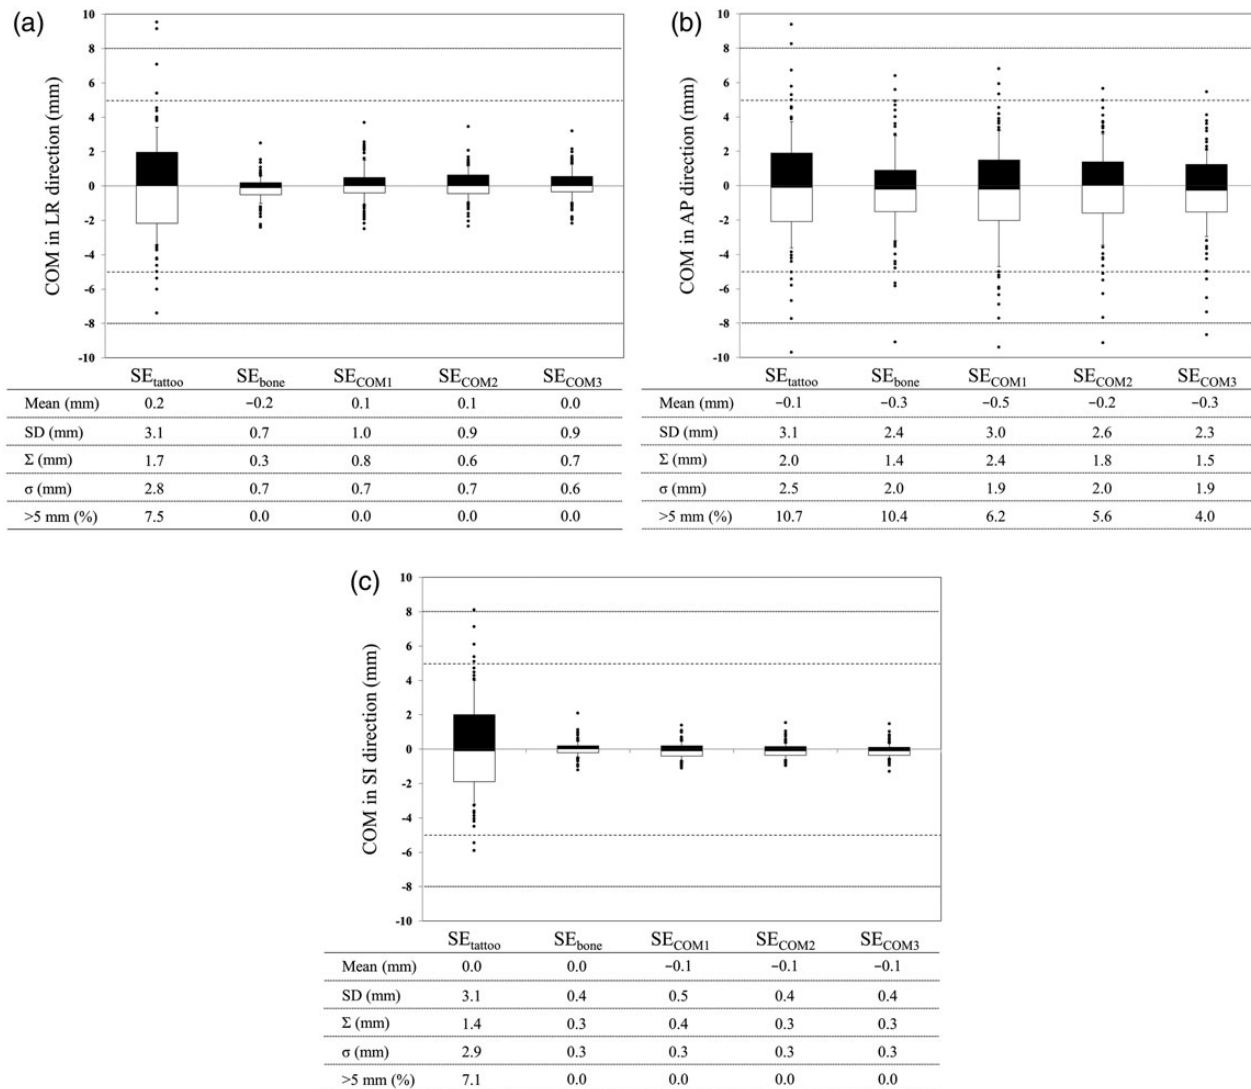 (a)
10
8
6
4
2
0
-2
-4
-6
-8
-10
COM in LR direction (mm)
SEtattoo SEbone SECOM1 SECOM2 SECOM3
Mean (mm) 0.2 −0.2 0.1 0.1 0.0
SD (mm) 3.1 0.7 1.0 0.9 0.9
Σ (mm) 1.7 0.3 0.8 0.6 0.7
σ (mm) 2.8 0.7 0.7 0.7 0.6
>5 mm (%) 7.5 0.0 0.0 0.0 0.0
(b)
10
8
6
4
2
0
-2
-4
-6
-8
-10
COM in AP direction (mm)
SEtattoo SEbone SECOM1 SECOM2 SECOM3
Mean (mm) −0.1 −0.3 −0.5 −0.2 −0.3
SD (mm) 3.1 2.4 3.0 2.6 2.3
Σ (mm) 2.0 1.4 2.4 1.8 1.5
σ (mm) 2.5 2.0 1.9 2.0 1.9
>5 mm (%) 10.7 10.4 6.2 5.6 4.0
(c)
10
8
6
4
2
0
-2
-4
-6
-8
-10
COM in SI direction (mm)
SEtattoo SEbone SECOM1 SECOM2 SECOM3
Mean (mm) 0.0 0.0 −0.1 −0.1 −0.1
SD (mm) 3.1 0.4 0.5 0.4 0.4
Σ (mm) 1.4 0.3 0.4 0.3 0.3
σ (mm) 2.9 0.3 0.3 0.3 0.3
>5 mm (%) 7.1 0.0 0.0 0.0 0.0